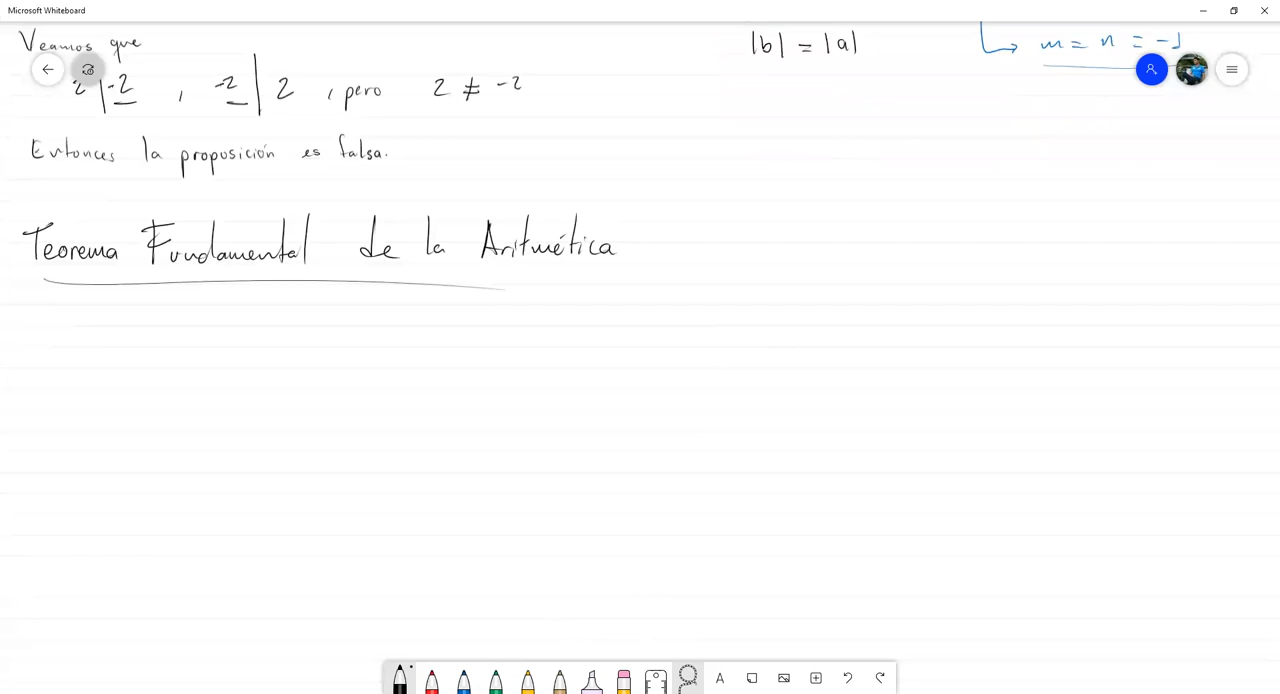 Microsoft Whiteboard
Veamos que
|b| = |a|
m = n = -1
2 | -2 , -2 | 2 , pero 2 ≠ -2
Entonces la proposición es falsa.
Teorema Fundamental de la Aritmética
A